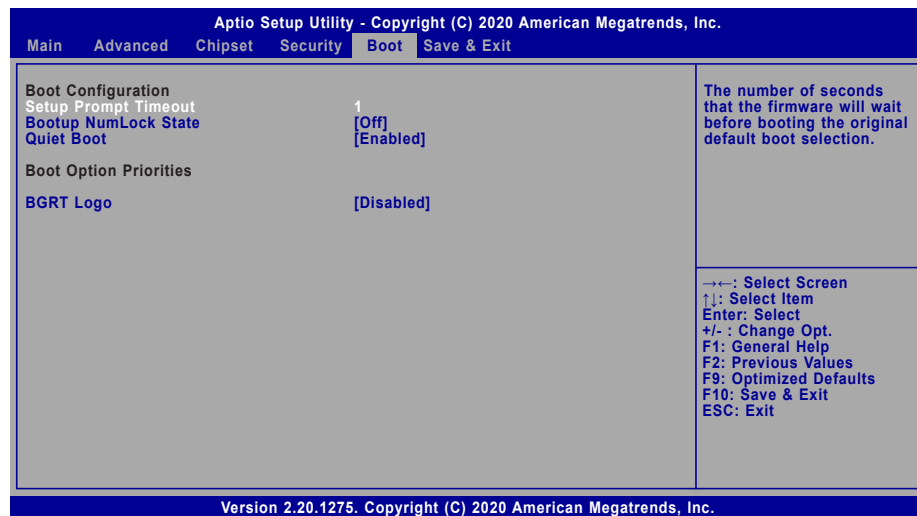 Aptio Setup Utility - Copyright (C) 2020 American Megatrends, Inc.
Main Advanced Chipset Security Boot Save & Exit
Boot Configuration
Setup Prompt Timeout 1
Bootup NumLock State [Off]
Quiet Boot [Enabled]
Boot Option Priorities
BGRT Logo [Disabled]
The number of seconds
that the firmware will wait
before booting the original
default boot selection.
→←: Select Screen
↑↓: Select Item
Enter: Select
+/- : Change Opt.
F1: General Help
F2: Previous Values
F9: Optimized Defaults
F10: Save & Exit
ESC: Exit
Version 2.20.1275. Copyright (C) 2020 American Megatrends, Inc.